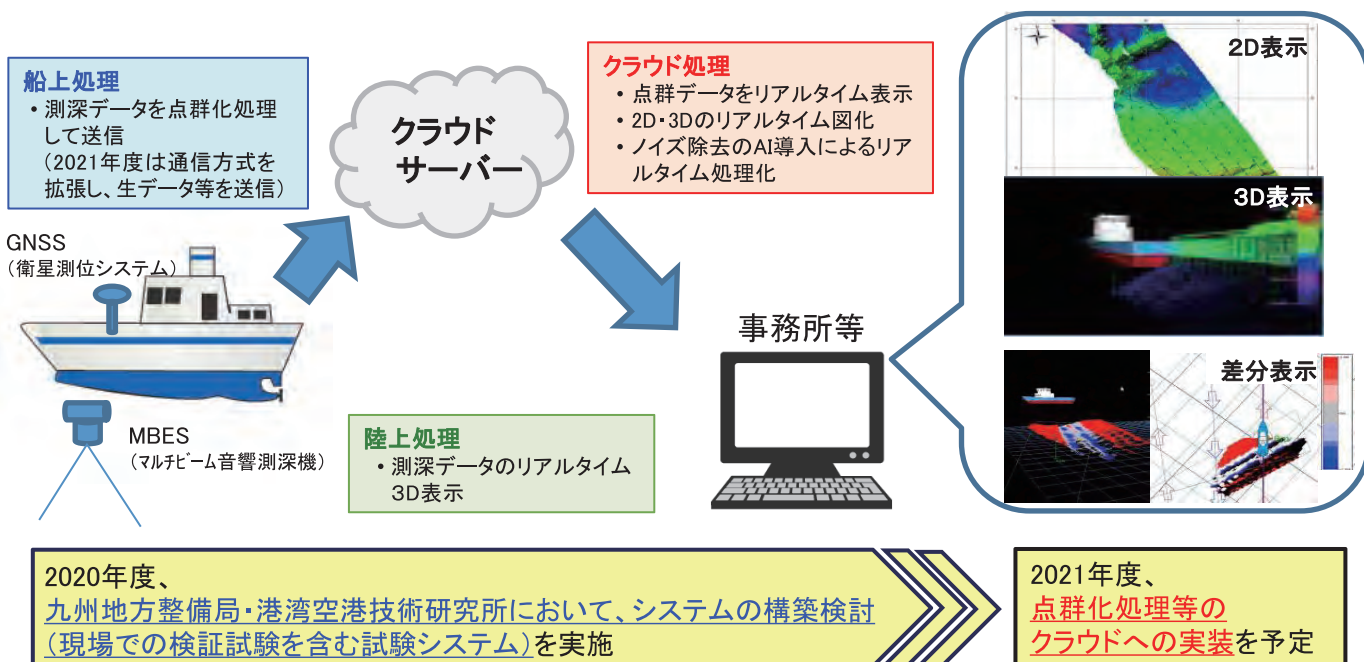 船上処理
・測深データを点群化処理
して送信
(2021年度は通信方式を
拡張し、生データ等を送信)
GNSS
(衛星測位システム)
MBES
(マルチビーム音響測深機)
クラウド
サーバー
クラウド処理
・点群データをリアルタイム表示
・2D・3Dのリアルタイム図化
・ノイズ除去のAI導入によるリア
ルタイム処理化
陸上処理
・測深データのリアルタイム
3D表示
事務所等
2D表示
3D表示
差分表示
2020年度、
九州地方整備局・港湾空港技術研究所において、システムの構築検討
(現場での検証試験を含む試験システム)を実施
2021年度、
点群化処理等の
クラウドへの実装を予定